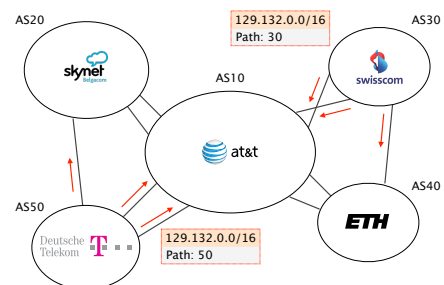 129.132.0.0/16
Path: 30
AS20
AS30
skynet
Belgacom
AS10
swisscom
at&t
AS50
AS40
Deutsche
Telekom
T
ETH
129.132.0.0/16
Path: 50